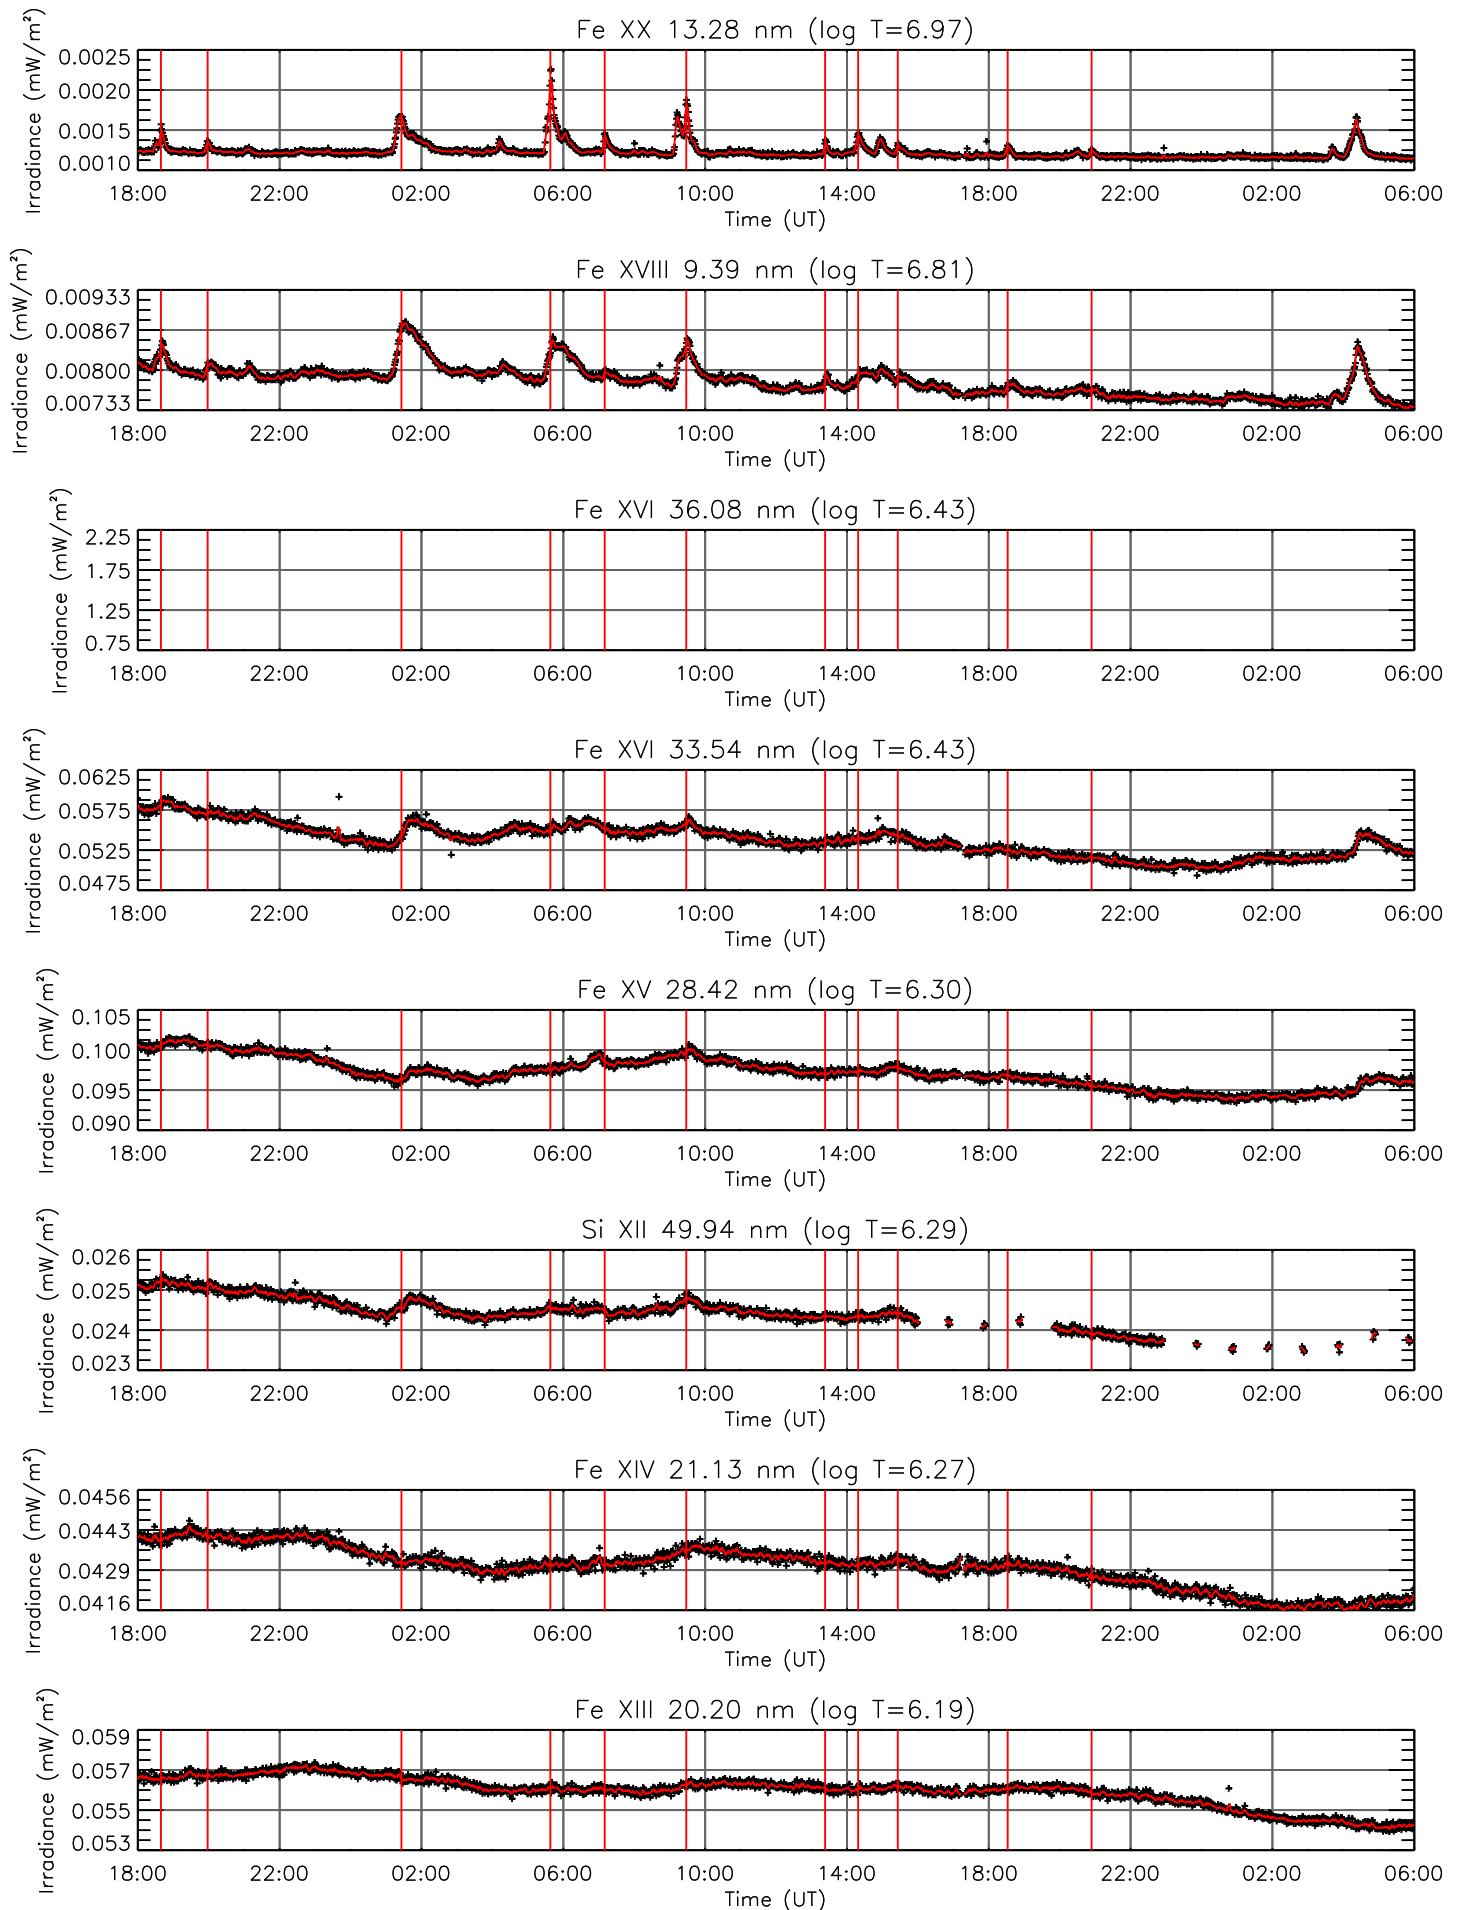 Fe XX 13.28 nm (log T=6.97)
Irradiance (mW/m²)
0.0025
0.0020
0.0015
0.0010
18:00 22:00 02:00 06:00 10:00 14:00 18:00 22:00 02:00 06:00
Time (UT)
Fe XVIII 9.39 nm (log T=6.81)
Irradiance (mW/m²)
0.00933
0.00867
0.00800
0.00733
18:00 22:00 02:00 06:00 10:00 14:00 18:00 22:00 02:00 06:00
Time (UT)
Fe XVI 36.08 nm (log T=6.43)
Irradiance (mW/m²)
2.25
1.75
1.25
0.75
18:00 22:00 02:00 06:00 10:00 14:00 18:00 22:00 02:00 06:00
Time (UT)
Fe XVI 33.54 nm (log T=6.43)
Irradiance (mW/m²)
0.0625
0.0575
0.0525
0.0475
18:00 22:00 02:00 06:00 10:00 14:00 18:00 22:00 02:00 06:00
Time (UT)
Fe XV 28.42 nm (log T=6.30)
Irradiance (mW/m²)
0.105
0.100
0.095
0.090
18:00 22:00 02:00 06:00 10:00 14:00 18:00 22:00 02:00 06:00
Time (UT)
Si XII 49.94 nm (log T=6.29)
Irradiance (mW/m²)
0.026
0.025
0.024
0.023
18:00 22:00 02:00 06:00 10:00 14:00 18:00 22:00 02:00 06:00
Time (UT)
Fe XIV 21.13 nm (log T=6.27)
Irradiance (mW/m²)
0.0456
0.0443
0.0429
0.0416
18:00 22:00 02:00 06:00 10:00 14:00 18:00 22:00 02:00 06:00
Time (UT)
Fe XIII 20.20 nm (log T=6.19)
Irradiance (mW/m²)
0.059
0.057
0.055
0.053
18:00 22:00 02:00 06:00 10:00 14:00 18:00 22:00 02:00 06:00
Time (UT)